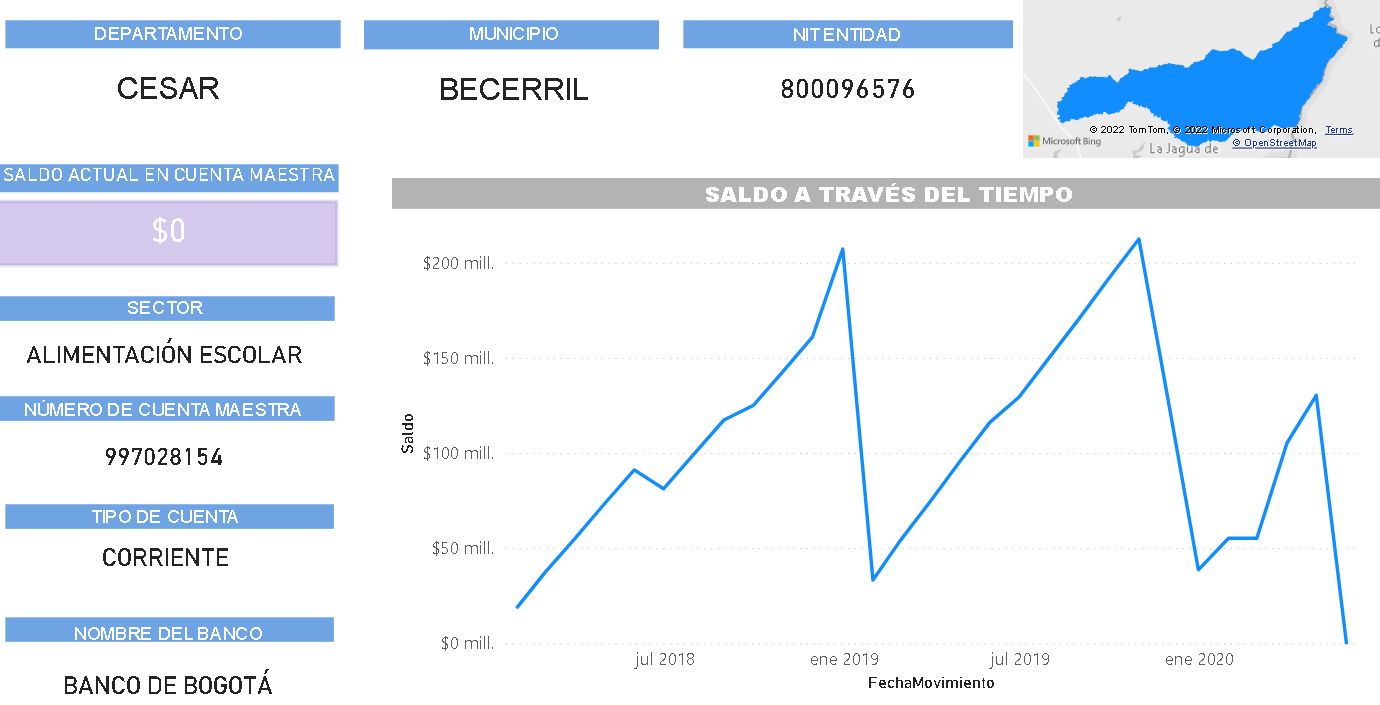 DEPARTAMENTO
MUNICIPIO
NIT ENTIDAD
CESAR
BECERRIL
800096576
© 2022 TomTom, © 2022 Microsoft Corporation, Terms
Microsoft Bing
© OpenStreetMap
La Jagua de
SALDO ACTUAL EN CUENTA MAESTRA
$0
SECTOR
ALIMENTACIÓN ESCOLAR
NÚMERO DE CUENTA MAESTRA
997028154
TIPO DE CUENTA
CORRIENTE
NOMBRE DEL BANCO
BANCO DE BOGOTÁ
SALDO A TRAVÉS DEL TIEMPO
Saldo
$200 mill.
$150 mill.
$100 mill.
$50 mill.
$0 mill.
jul 2018
ene 2019
jul 2019
ene 2020
FechaMovimiento